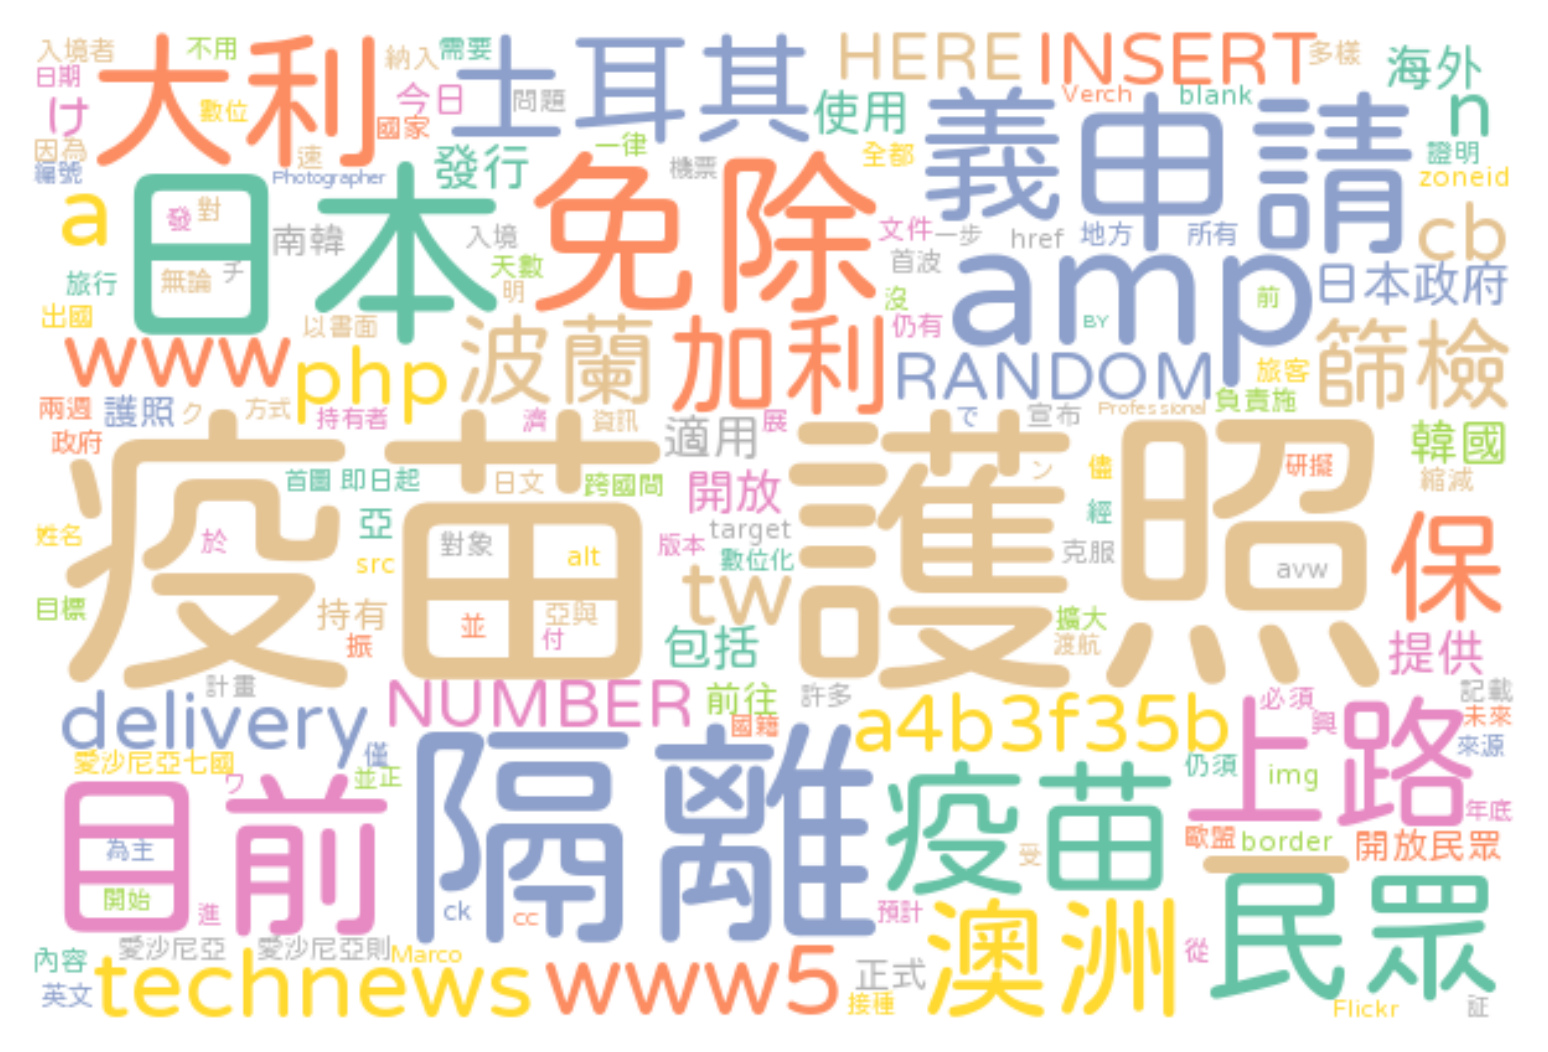 入境者
不用
納入
需要
土耳其
HERE
INSERT
多樣
海外
日期
大利
數位
今日
問題
使用
Verch
blank
n
け
國家
義
申請
因為
編號
速
Photographer
發行
一律
機票
全都
證明
zoneid
a
日本
發
對
免除
南韓
入境
文件
一步
href
地方
所有
cb
無論
チ
天數
首波
amp
日本政府
旅行
明
沒
前
出國
以書面
仍有
BY
www
php
波蘭
加利
RANDOM
旅客
篩檢
兩週
護照
ク
方式
持有者
濟
資訊
適用
展
で
宣布
Professional
負責施
政府
韓國
疫苗
護照
首圖
即日起
日文
跨國間
開放
ン
儘
研擬
縮減
姓名
於
亞
對象
alt
版本
target
數位化
經
克服
avw
保
src
tw
目標
持有
振
並
亞與
付
包括
擴大
渡航
提供
計畫
delivery
NUMBER
前往
國籍
許多
a4b3f35b
必須
興
上路
記載
未來
來源
愛沙尼亞七國
ワ
並正
僅
隔離
疫苗
仍須
img
年底
目前
為主
開始
進
ck
cc
預計
受
歐盟
border
開放民眾
一
內容
愛沙尼亞
愛沙尼亞則
Marco
澳洲
從
民眾
英文
technews
www5
正式
接種
Flickr
証